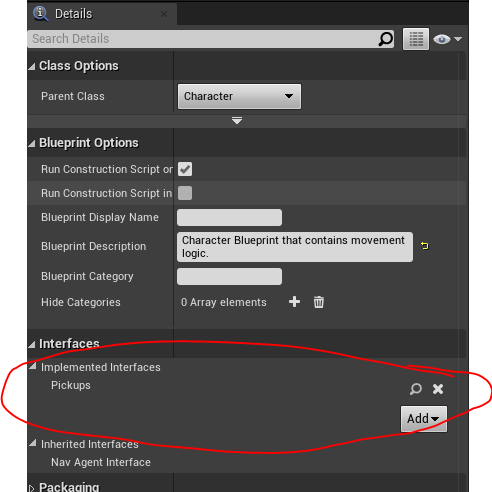 Details
Search Details
Class Options
Parent Class Character
Blueprint Options
Run Construction Script or
Run Construction Script in
Blueprint Display Name
Blueprint Description Character Blueprint that contains movement
logic.
Blueprint Category
Hide Categories 0 Array elements
Interfaces
Implemented Interfaces
Pickups
Add
Inherited Interfaces
Nav Agent Interface
Packaging